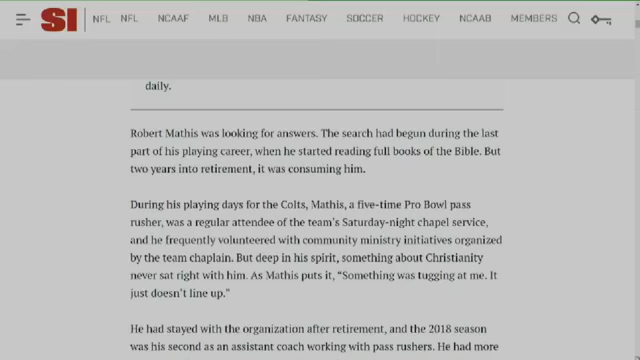 SI NFL NFL NCAAF MLB NBA FANTASY SOCCER HOCKEY NCAAB MEMBERS
daily.
Robert Mathis was looking for answers. The search had begun during the last
part of his playing career, when he started reading full books of the Bible. But
two years into retirement, it was consuming him.
During his playing days for the Colts, Mathis, a five-time Pro Bowl pass
rusher, was a regular attendee of the team's Saturday-night chapel service,
and he frequently volunteered with community ministry initiatives organized
by the team chaplain. But deep in his spirit, something about Christianity
never sat right with him. As Mathis puts it, “Something was tugging at me. It
just doesn't line up.”
He had stayed with the organization after retirement, and the 2018 season
was his second as an assistant coach working with pass rushers. He had more